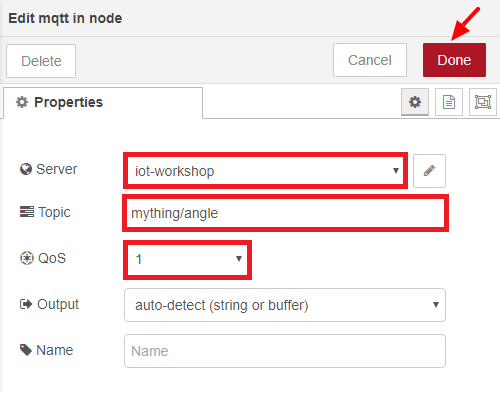 Edit mqtt in node
Delete Cancel Done
Properties
Server iot-workshop
Topic mything/angle
QoS 1
Output auto-detect (string or buffer)
Name Name